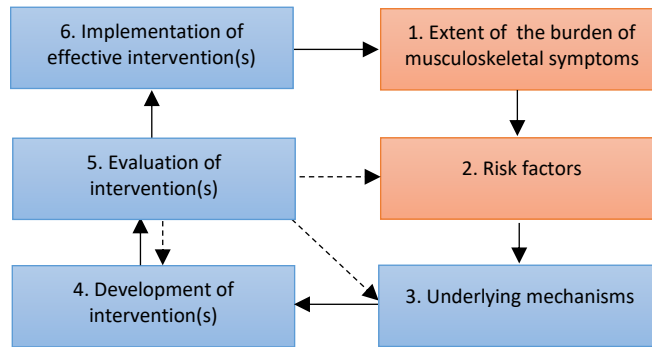 6. Implementation of
effective intervention(s)
1. Extent of the burden of
musculoskeletal symptoms
5. Evaluation of
intervention(s)
2. Risk factors
4. Development of
intervention(s)
3. Underlying mechanisms